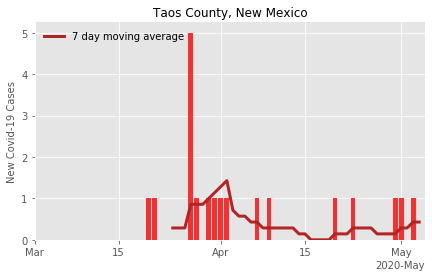 Taos County, New Mexico
7 day moving average
New Covid-19 Cases
5
4
3
2
1
0
Mar 15 Apr 15 May
2020-May